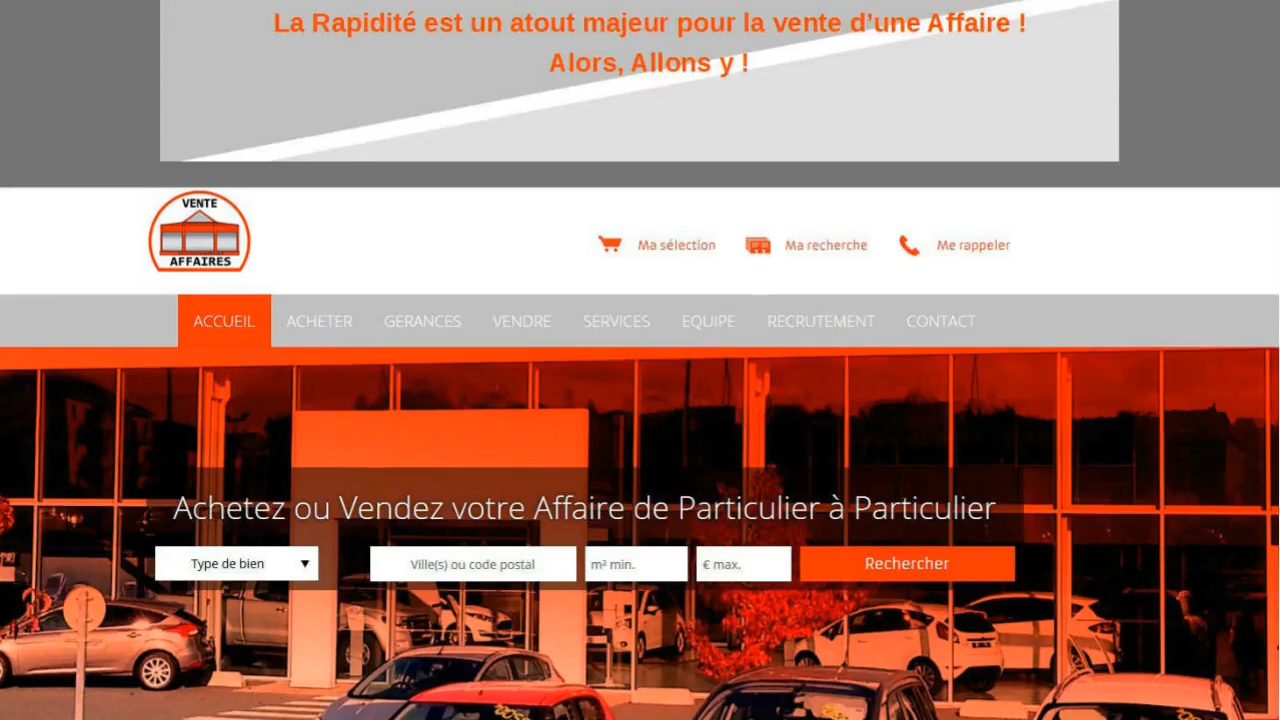 La Rapidité est un atout majeur pour la vente d’une Affaire !
Alors, Allons y !
VENTE
AFFAIRES
Ma sélection
Ma recherche
Me rappeler
ACCUEIL
ACHETER
GERANCES
VENDRE
SERVICES
EQUIPE
RECRUTEMENT
CONTACT
Achetez ou Vendez votre Affaire de Particulier à Particulier
Type de bien
Ville(s) ou code postal
m² min.
€ max.
Rechercher